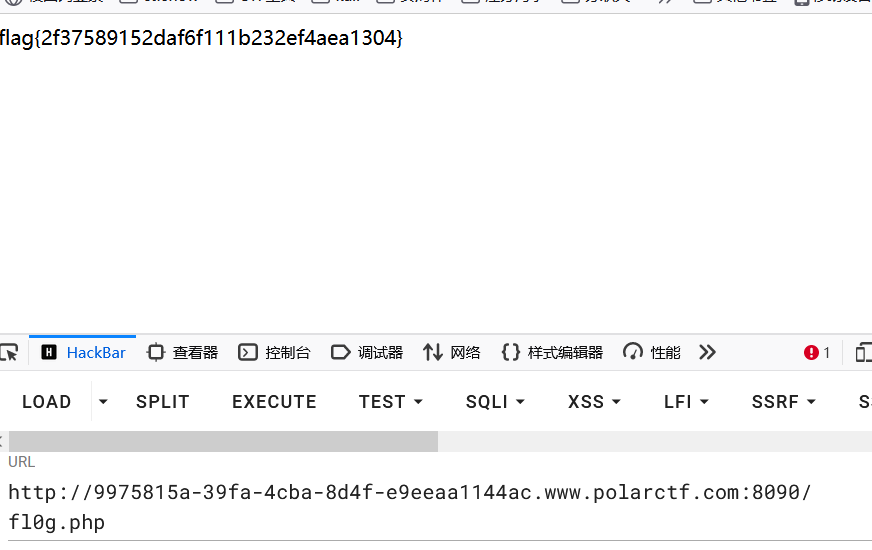 flag{2f37589152daf6f111b232ef4aea1304}
HackBar 查看器 控制台 调试器 网络 {} 样式编辑器 性能 1
LOAD SPLIT EXECUTE TEST SQLI XSS LFI SSRF
URL
http://9975815a-39fa-4cba-8d4f-e9eeaa1144ac.www.polarctf.com:8090/
fl0g.php